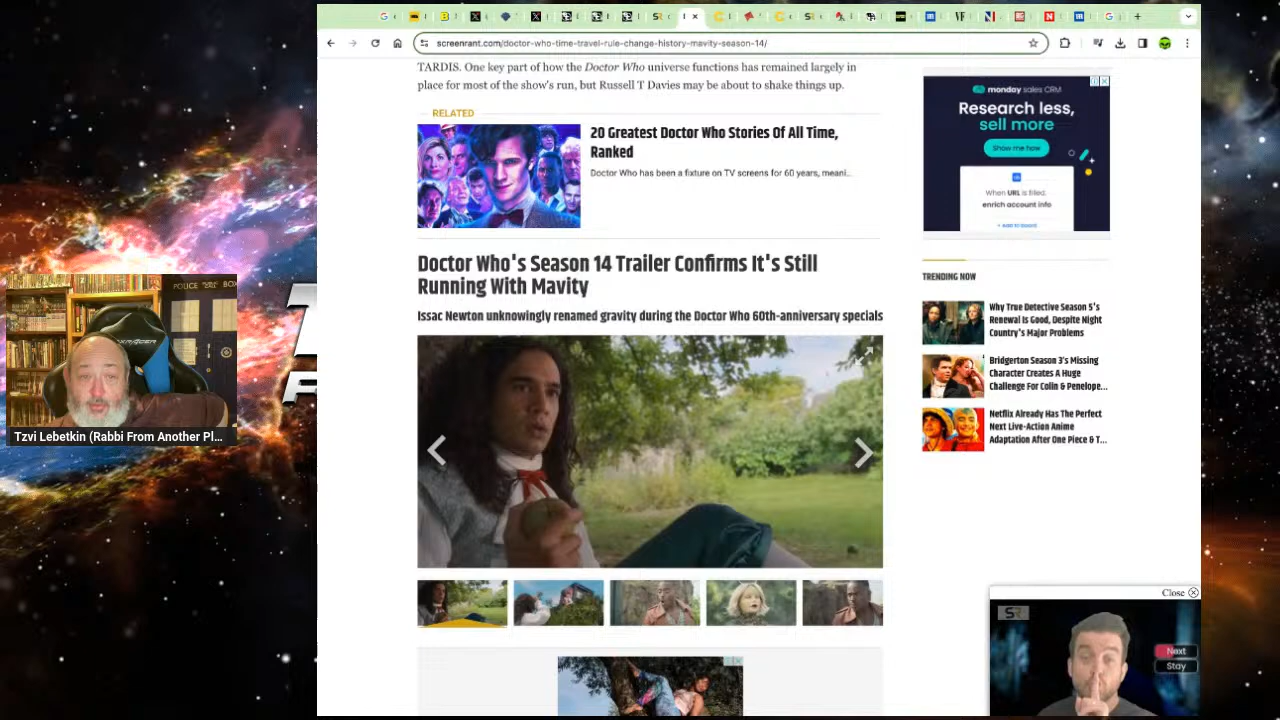 screenrant.com/doctor-who-time-travel-rule-change-history-mavity-season-14/
TARDIS. One key part of how the Doctor Who universe functions has remained largely in
place for most of the show's run, but Russell T Davies may be about to shake things up.
RELATED
20 Greatest Doctor Who Stories Of All Time,
Ranked
Doctor Who has been a fixture on TV screens for 60 years, meani...
Doctor Who's Season 14 Trailer Confirms It's Still
Running With Mavity
Issac Newton unknowingly renamed gravity during the Doctor Who 60th-anniversary specials
monday sales CRM
Research less,
sell more
Show me now
When URL is filled,
enrich account info
+ Add to board
TRENDING NOW
Why True Detective Season 5's
Renewal Is Good, Despite Night
Country's Major Problems
Bridgerton Season 3's Missing
Character Creates A Huge
Challenge For Colin & Penelope...
Netflix Already Has The Perfect
Next Live-Action Anime
Adaptation After One Piece & T...
Close
SR
Next
Stay
POLICE BOX
Tzvi Lebetkin (Rabbi From Another Pl...